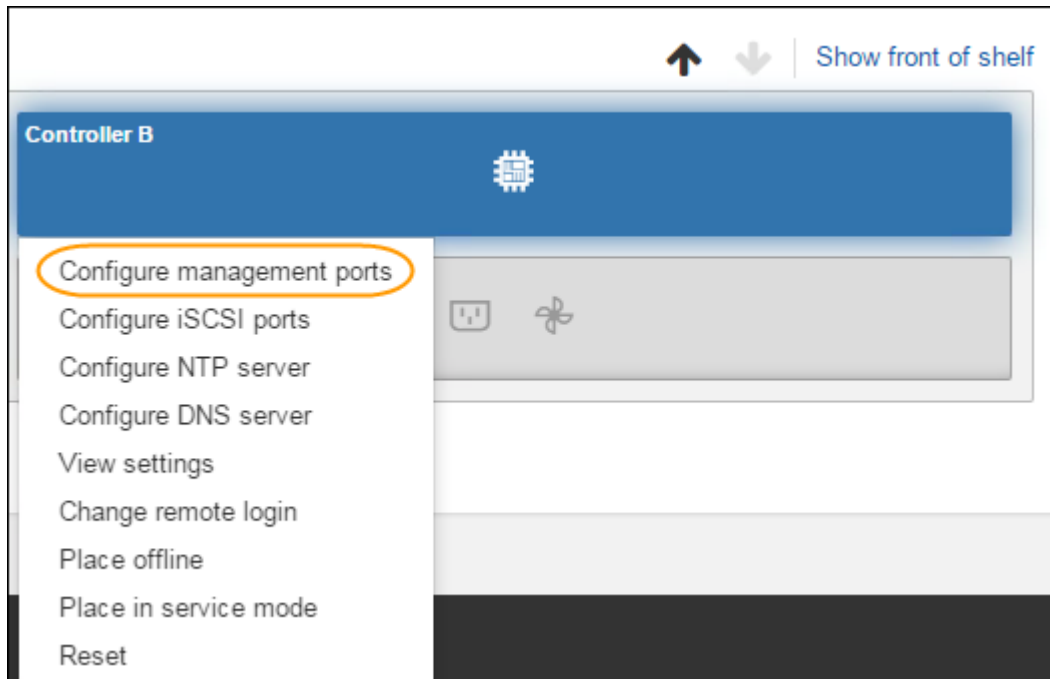 Show front of shelf
Controller B
Configure management ports
Configure iSCSI ports
Configure NTP server
Configure DNS server
View settings
Change remote login
Place offline
Place in service mode
Reset